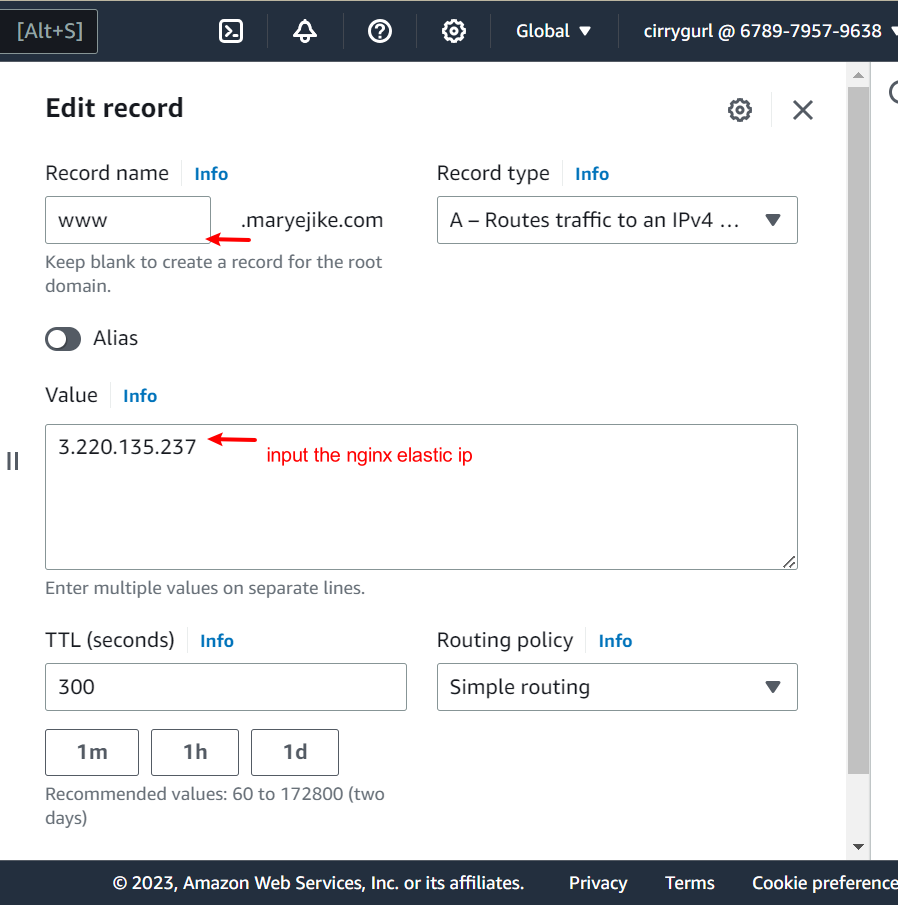 [Alt+S]
Global
cirrygurl @ 6789-7957-9638
Edit record
Record name Info
Record type Info
www .maryejike.com
A – Routes traffic to an IPv4 ...
Keep blank to create a record for the root
domain.
Alias
Value Info
3.220.135.237
input the nginx elastic ip
Enter multiple values on separate lines.
TTL (seconds) Info
Routing policy Info
300
Simple routing
1m 1h 1d
Recommended values: 60 to 172800 (two
days)
© 2023, Amazon Web Services, Inc. or its affiliates. Privacy Terms Cookie preference